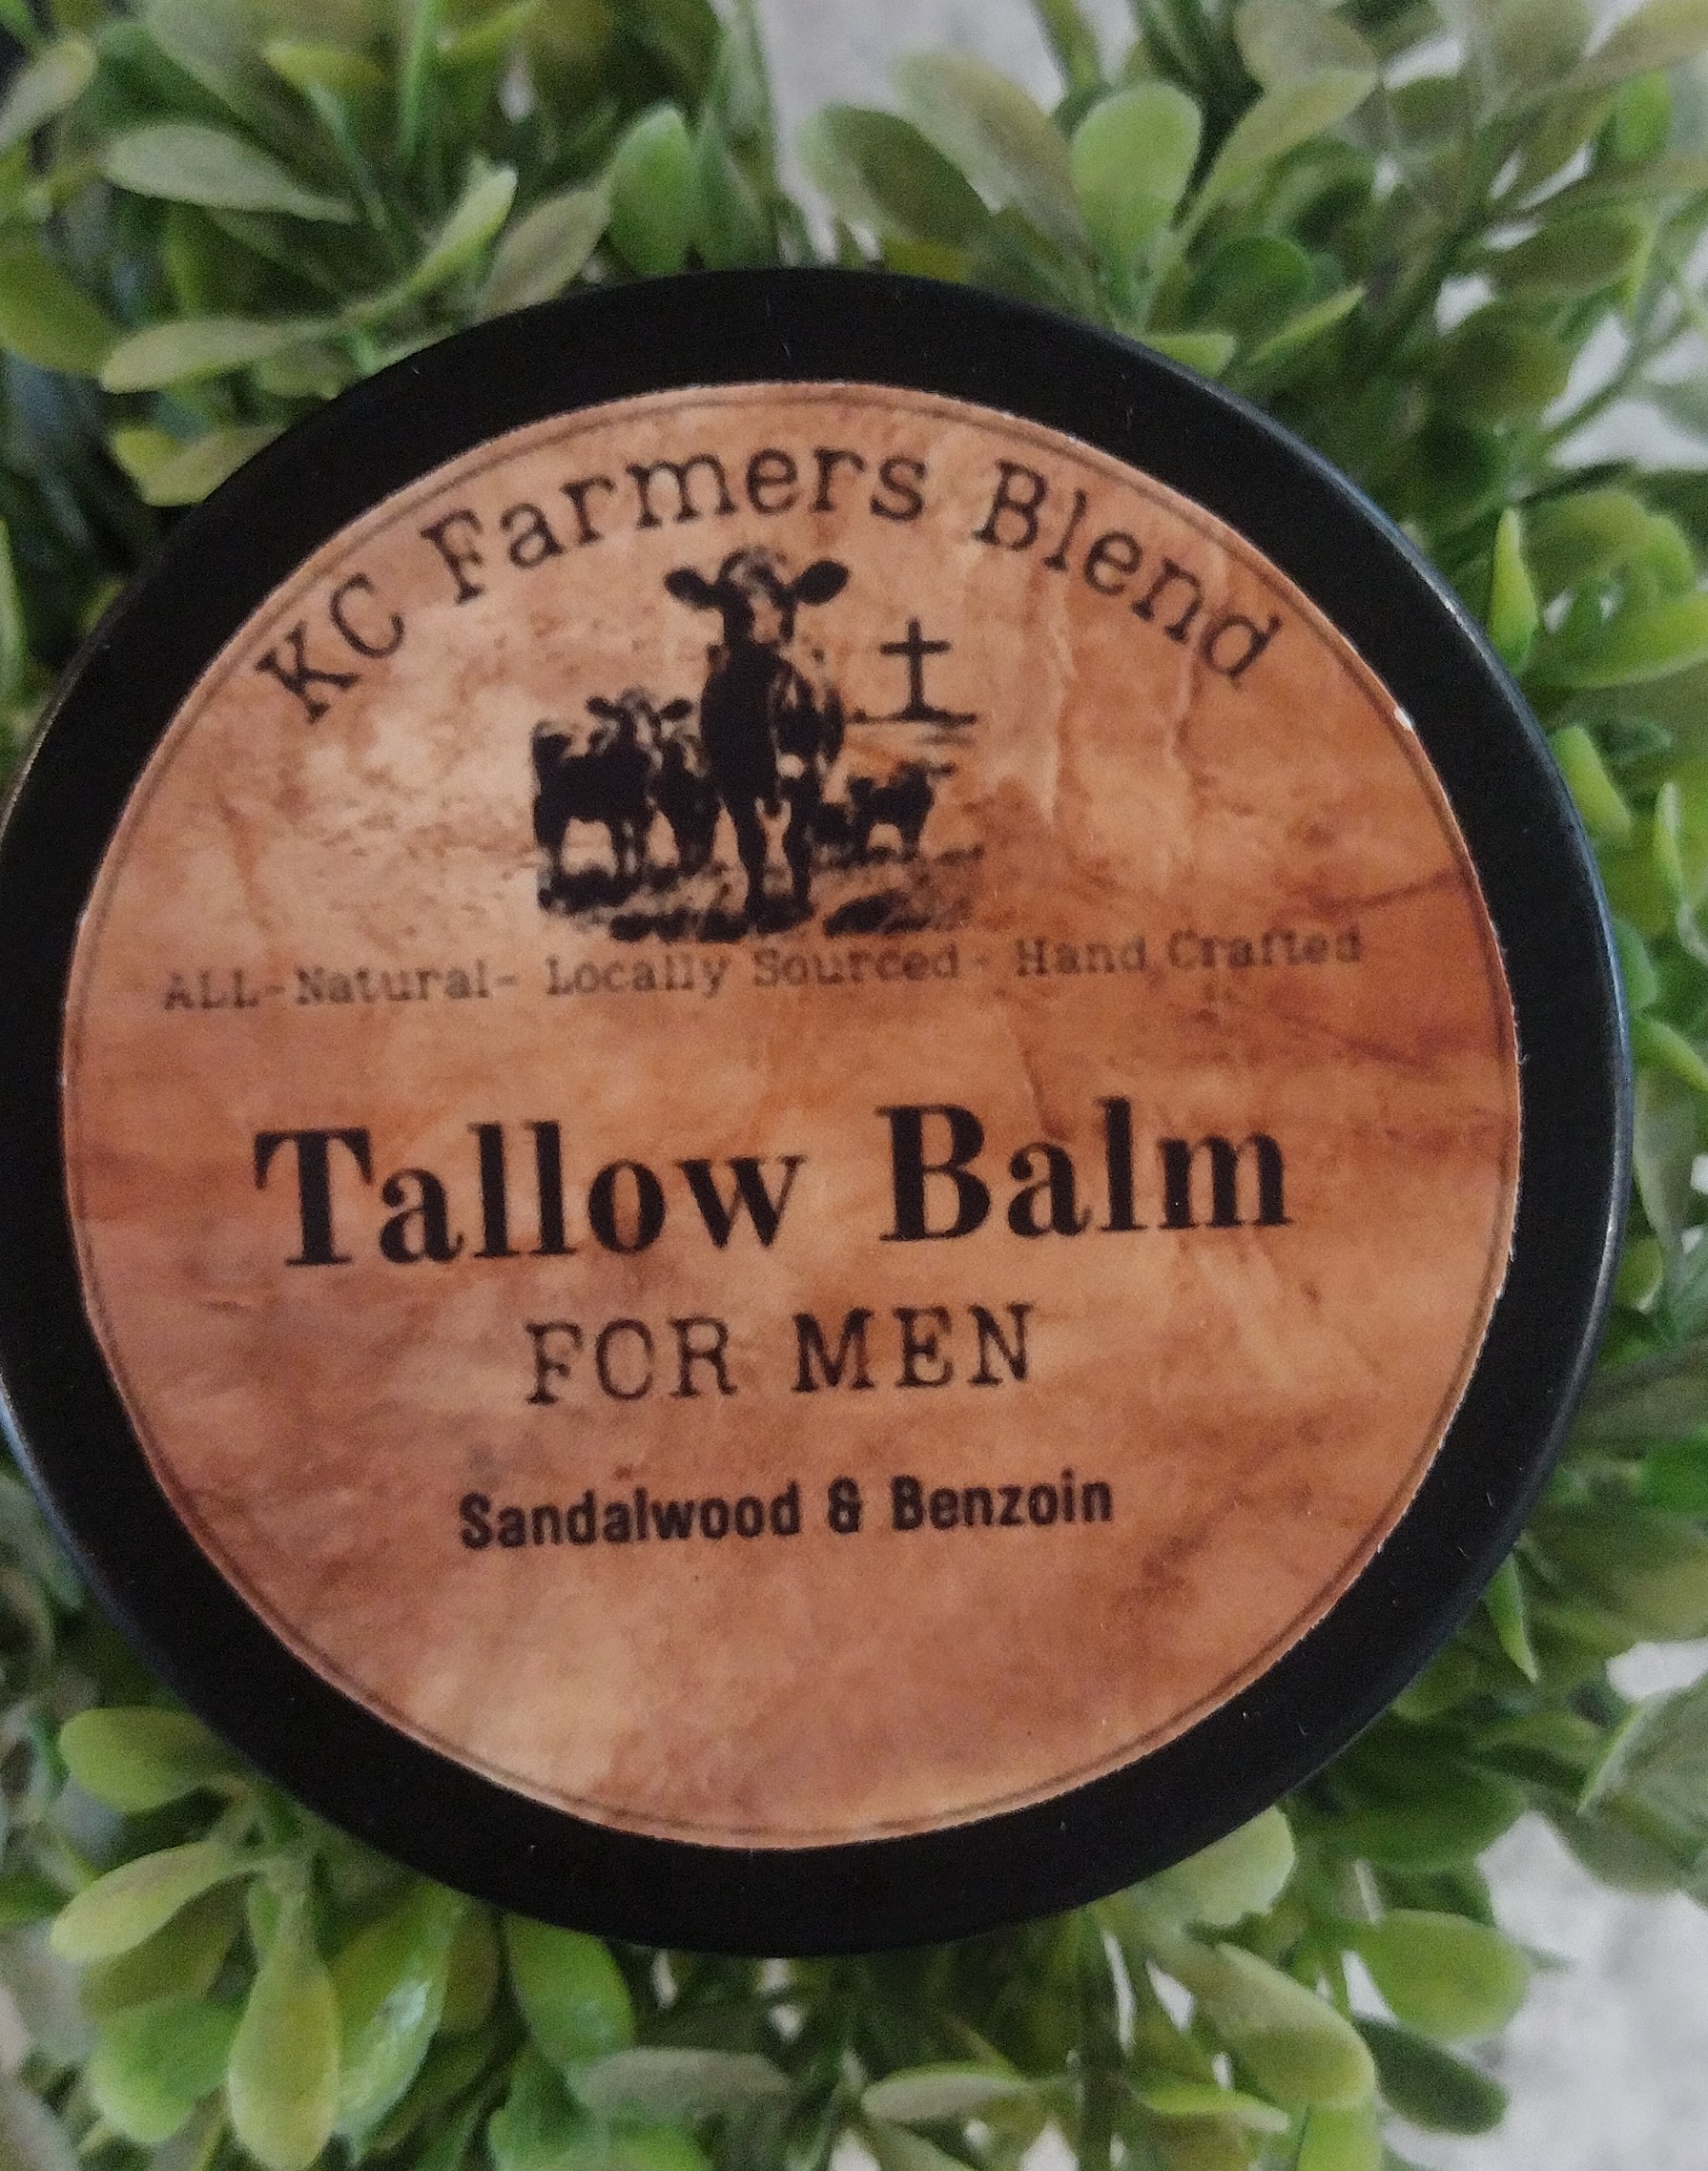 KC Farmers Blend
ALL-Natural- Locally Sourced- Hand Crafted
Tallow Balm
FOR MEN
Sandalwood & Benzoin